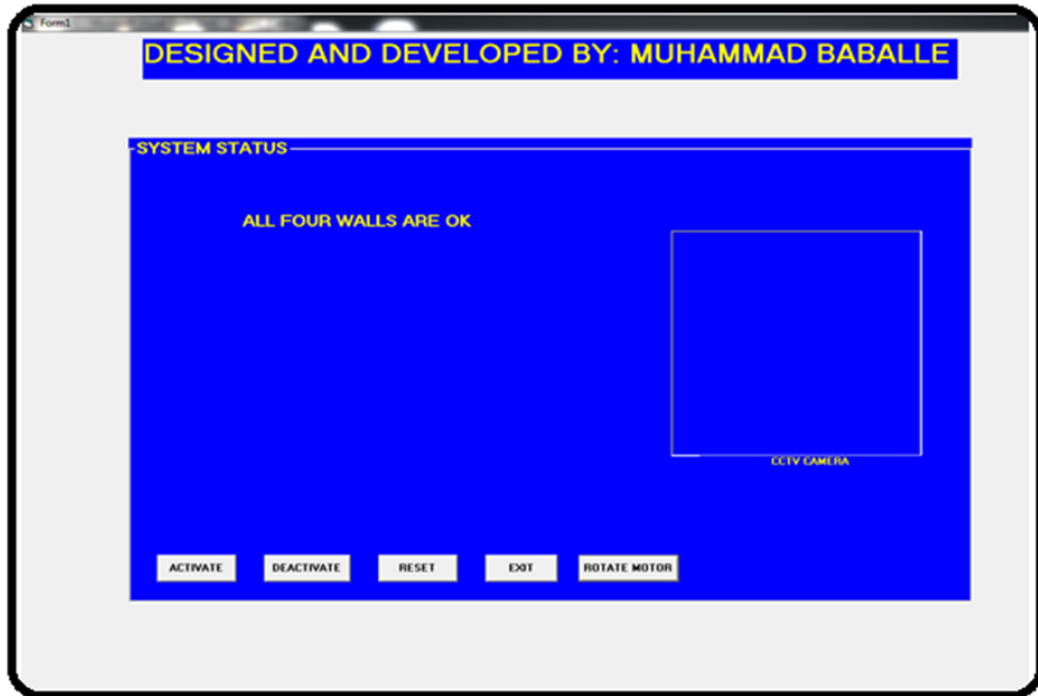 Form1
DESIGNED AND DEVELOPED BY: MUHAMMAD BABALLE
SYSTEM STATUS
ALL FOUR WALLS ARE OK
CCTV CAMERA
ACTIVATE DEACTIVATE RESET EXIT ROTATE MOTOR